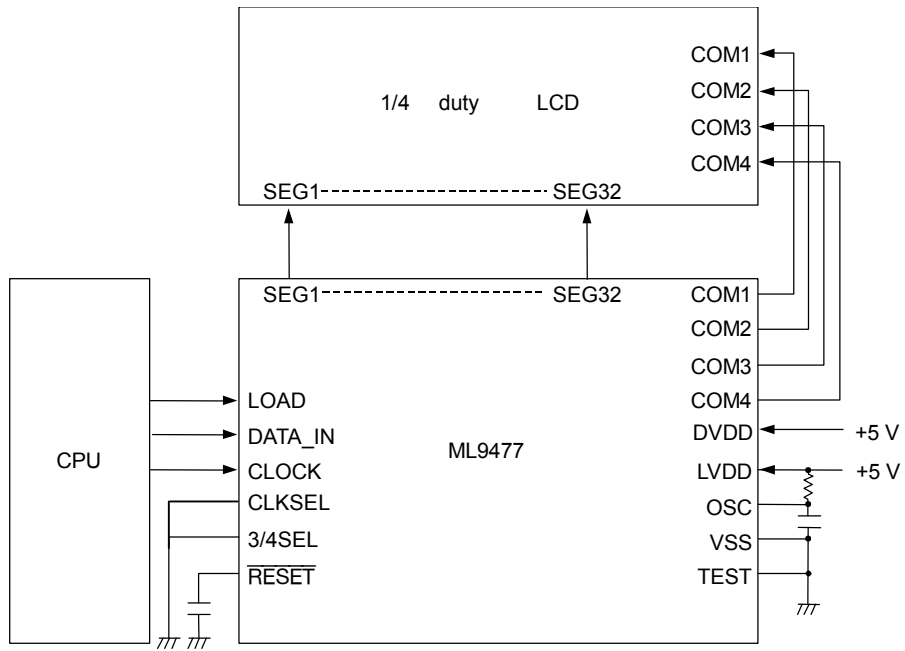 COM1
COM2
1/4 duty LCD
COM3
COM4
SEG1 SEG32
SEG1 SEG32
COM1
COM2
COM3
COM4
CPU
LOAD
DATA_IN
CLOCK
CLKSEL
3/4SEL
RESET
ML9477
DVDD
+5 V
LVDD
+5 V
OSC
VSS
TEST